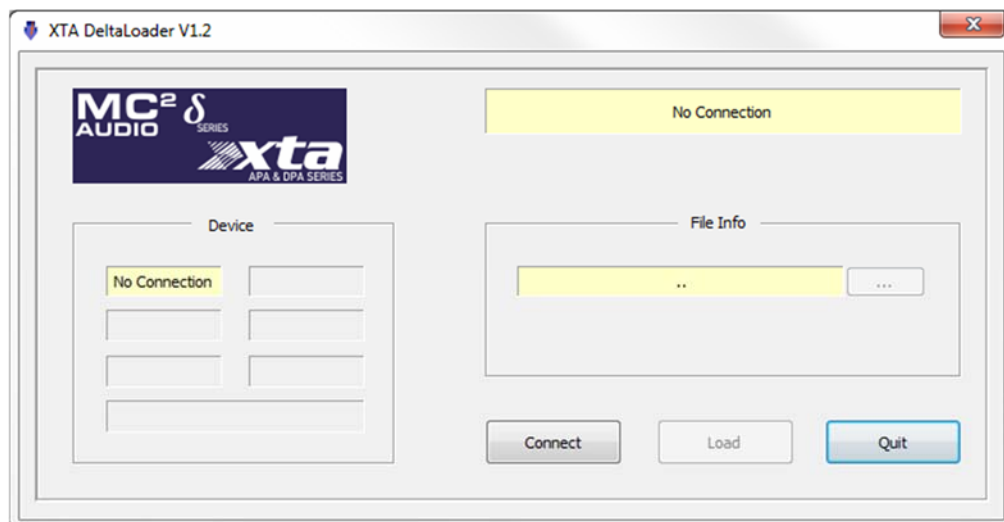 XTA DeltaLoader V1.2
MC² δ
AUDIO SERIES
xta
APA & DPA SERIES
No Connection
Device
No Connection
File Info
..
...
Connect
Load
Quit